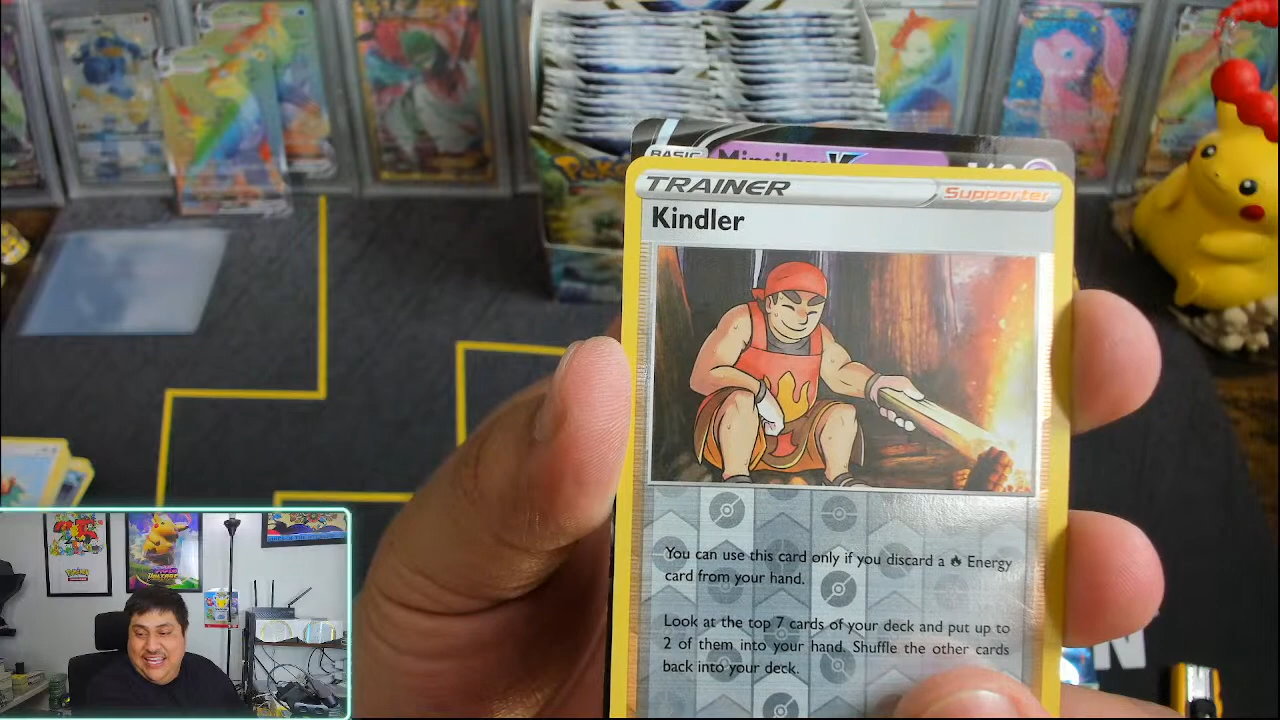 BASIC Mimikyu V
TRAINER Supporter
Kindler
You can use this card only if you discard a Energy
card from your hand.
Look at the top 7 cards of your deck and put up to
2 of them into your hand. Shuffle the other cards
back into your deck.